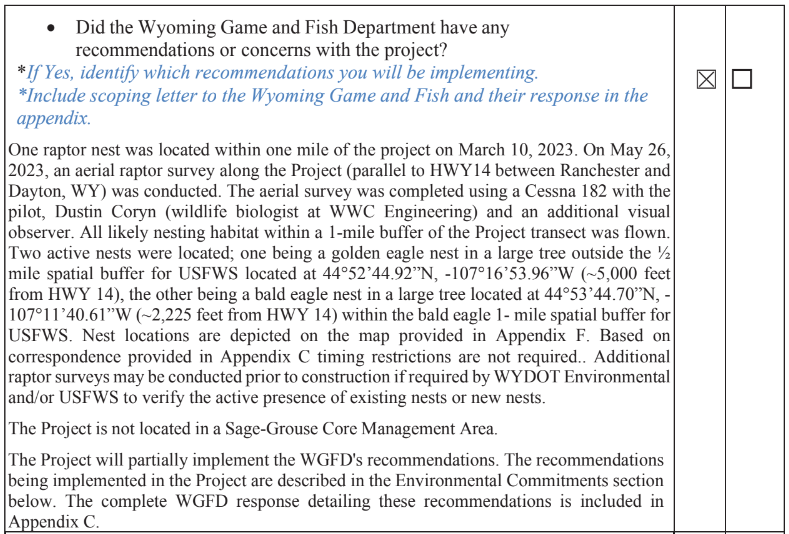 • Did the Wyoming Game and Fish Department have any
recommendations or concerns with the project?
*If Yes, identify which recommendations you will be implementing.
*Include scoping letter to the Wyoming Game and Fish and their response in the
appendix.
☒ ☐
One raptor nest was located within one mile of the project on March 10, 2023. On May 26,
2023, an aerial raptor survey along the Project (parallel to HWY14 between Ranchester and
Dayton, WY) was conducted. The aerial survey was completed using a Cessna 182 with the
pilot, Dustin Coryn (wildlife biologist at WWC Engineering) and an additional visual
observer. All likely nesting habitat within a 1-mile buffer of the Project transect was flown.
Two active nests were located; one being a golden eagle nest in a large tree outside the ½
mile spatial buffer for USFWS located at 44°52’44.92”N, -107°16’53.96”W (~5,000 feet
from HWY 14), the other being a bald eagle nest in a large tree located at 44°53’44.70”N, -
107°11’40.61”W (~2,225 feet from HWY 14) within the bald eagle 1- mile spatial buffer for
USFWS. Nest locations are depicted on the map provided in Appendix F. Based on
correspondence provided in Appendix C timing restrictions are not required.. Additional
raptor surveys may be conducted prior to construction if required by WYDOT Environmental
and/or USFWS to verify the active presence of existing nests or new nests.
The Project is not located in a Sage-Grouse Core Management Area.
The Project will partially implement the WGFD's recommendations. The recommendations
being implemented in the Project are described in the Environmental Commitments section
below. The complete WGFD response detailing these recommendations is included in
Appendix C.